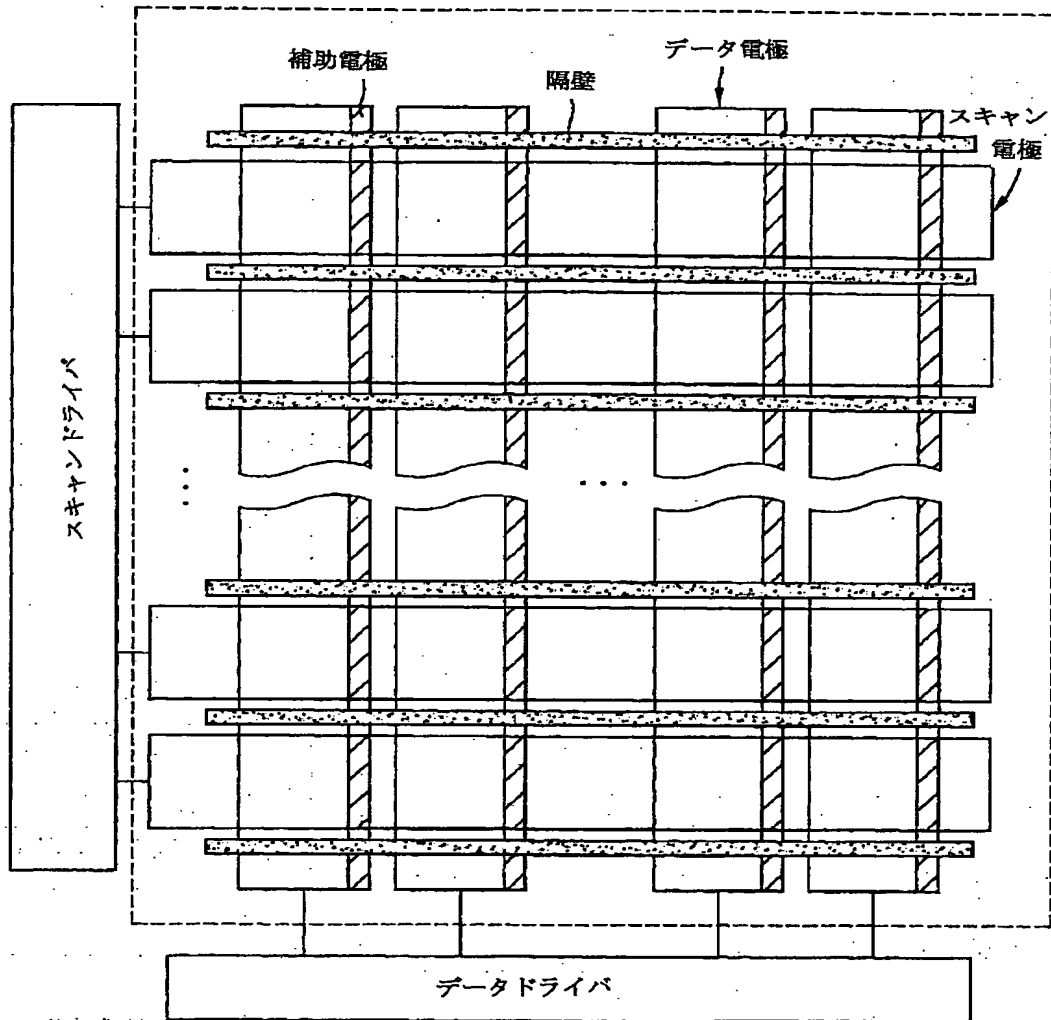 補助電極
隔壁
データ電極
スキャン
電極
スキャンドライバ
データドライバ